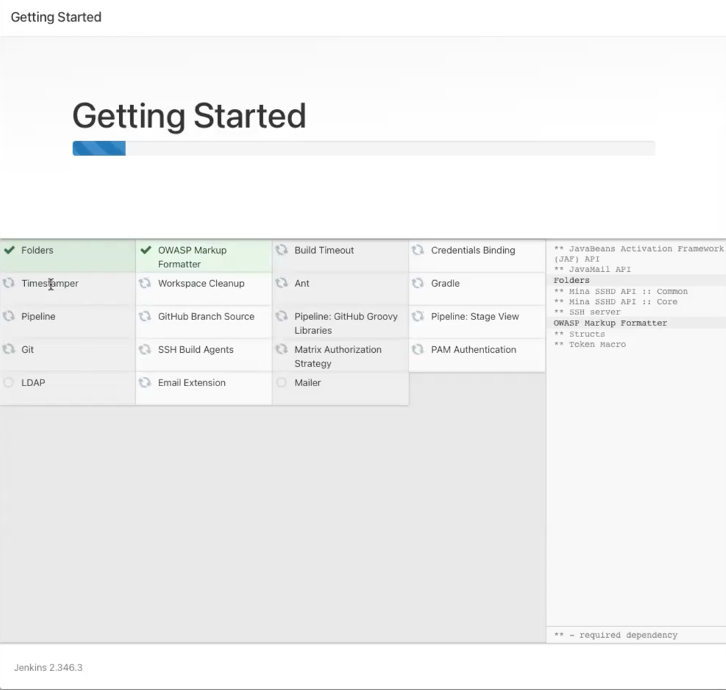 Getting Started
Getting Started
Folders
OWASP Markup
Formatter
Build Timeout
Credentials Binding
Timestamper
Workspace Cleanup
Ant
Gradle
Pipeline
GitHub Branch Source
Pipeline: GitHub Groovy
Libraries
Pipeline: Stage View
Git
SSH Build Agents
Matrix Authorization
Strategy
PAM Authentication
LDAP
Email Extension
Mailer
** JavaBeans Activation Framework
(JAF) API
** JavaMail API
Folders
** Mina SSHD API :: Common
** Mina SSHD API :: Core
** SSH server
OWASP Markup Formatter
** Structs
** Token Macro
** - required dependency
Jenkins 2.346.3